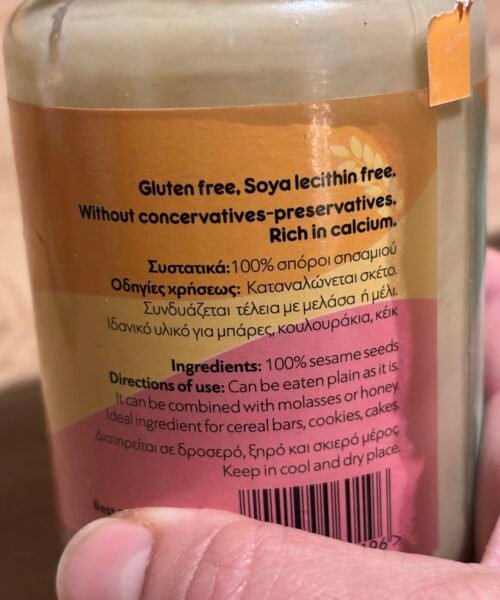 Gluten free, Soya lecithin free.
Without concervatives-preservatives.
Rich in calcium.
Συστατικά:100% σπόροι σησαμιού
Οδηγίες χρήσεως: Καταναλώνεται σκέτο.
Συνδυάζεται τέλεια με μελάσα ή μέλι.
Ιδανικό υλικό για μπάρες, κουλουράκια, κέικ
Ingredients: 100% sesame seeds
Directions of use: Can be eaten plain as it is.
It can be combined with molasses or honey.
Ideal ingredient for cereal bars, cookies, cakes.
Διατηρείται σε δροσερό, ξηρό και σκιερό μέρος.
Keep in cool and dry place.
Best